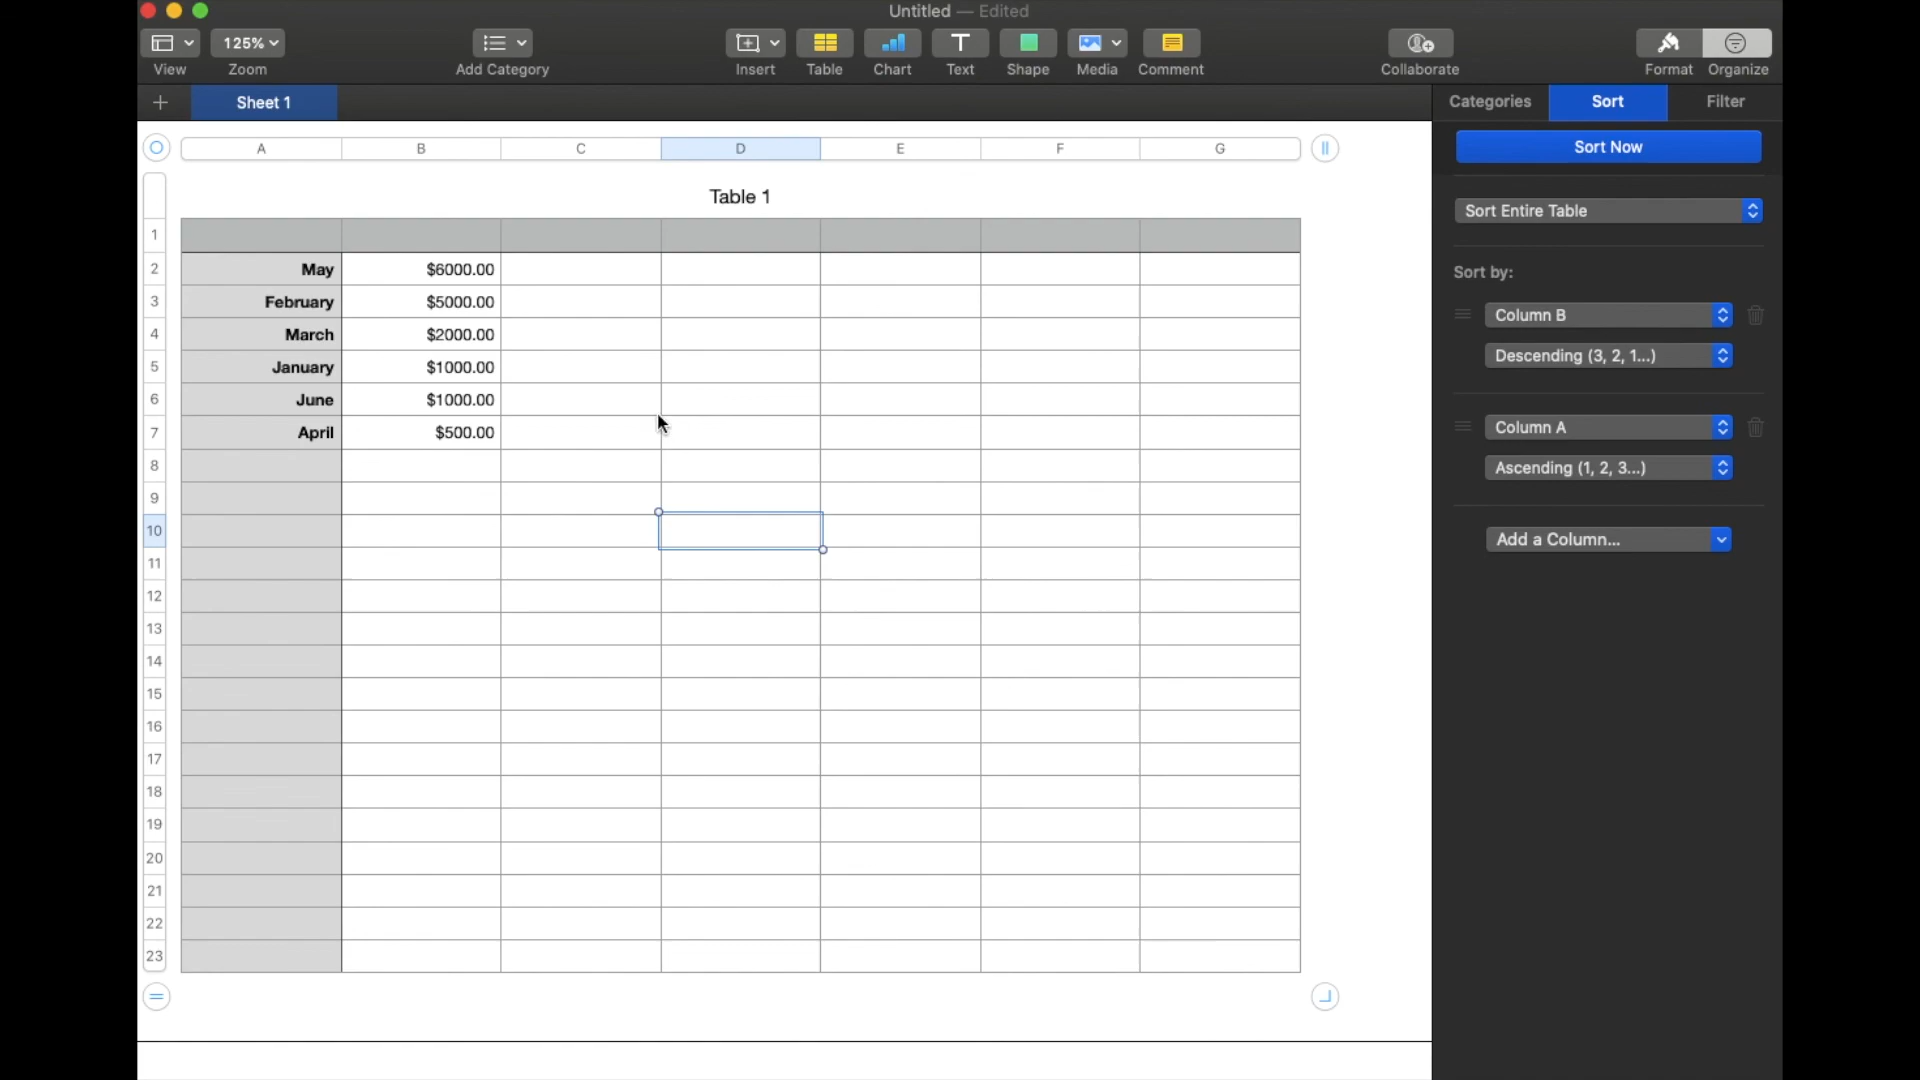 Untitled — Edited
125%
View Zoom Add Category Insert Table Chart Text Shape Media Comment Collaborate Format Organize
+ Sheet 1 Categories Sort Filter
Sort Now
A B C D E F G
Table 1
Sort Entire Table
1
Sort by:
2 May $6000.00
3 February $5000.00
Column B
4 March $2000.00
Descending (3, 2, 1...)
5 January $1000.00
6 June $1000.00
7 April $500.00
Column A
8
Ascending (1, 2, 3...)
9
10
Add a Column...
11
12
13
14
15
16
17
18
19
20
21
22
23